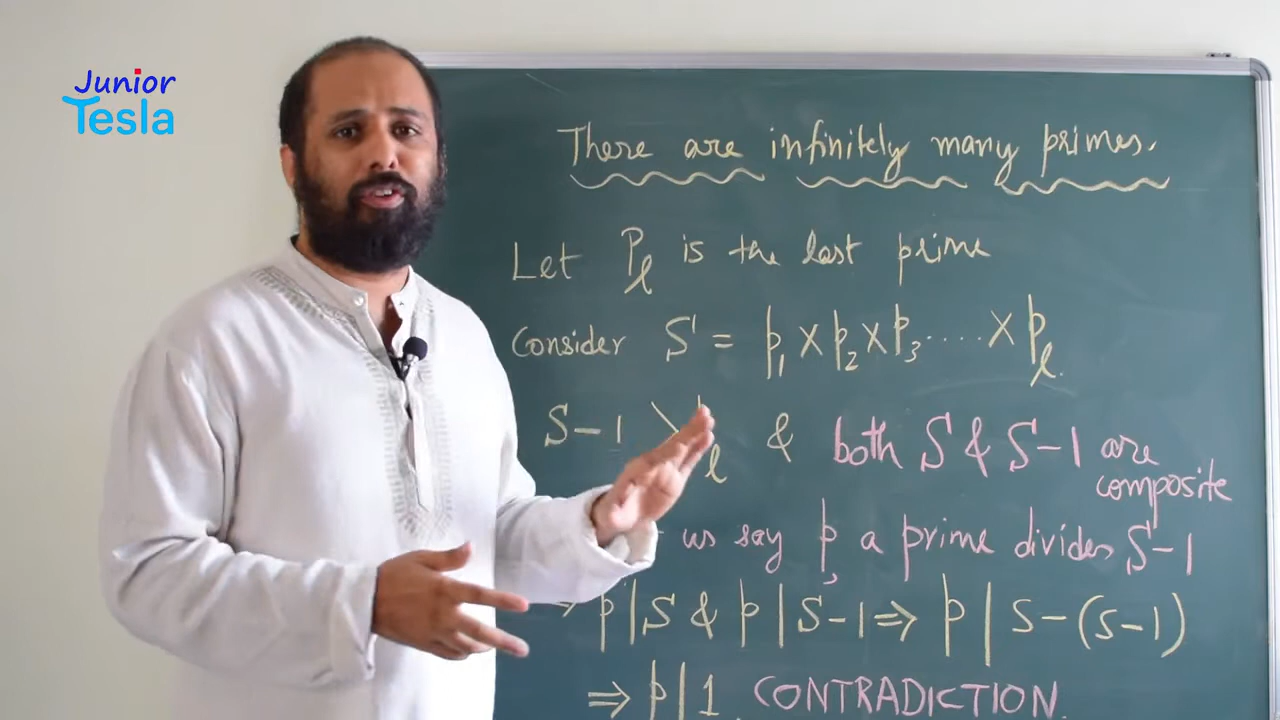 Junior
Tesla
There are infinitely many primes.
Let Pₗ is the last prime
Consider S = p₁ × p₂ × p₃ ..... × pₗ.
S-1 > ₗ & both S & S-1 are
composite
us say p, a prime divides S-1
⇒ p | S & p | S-1 ⇒ p | S-(S-1)
⇒ p | 1 CONTRADICTION.